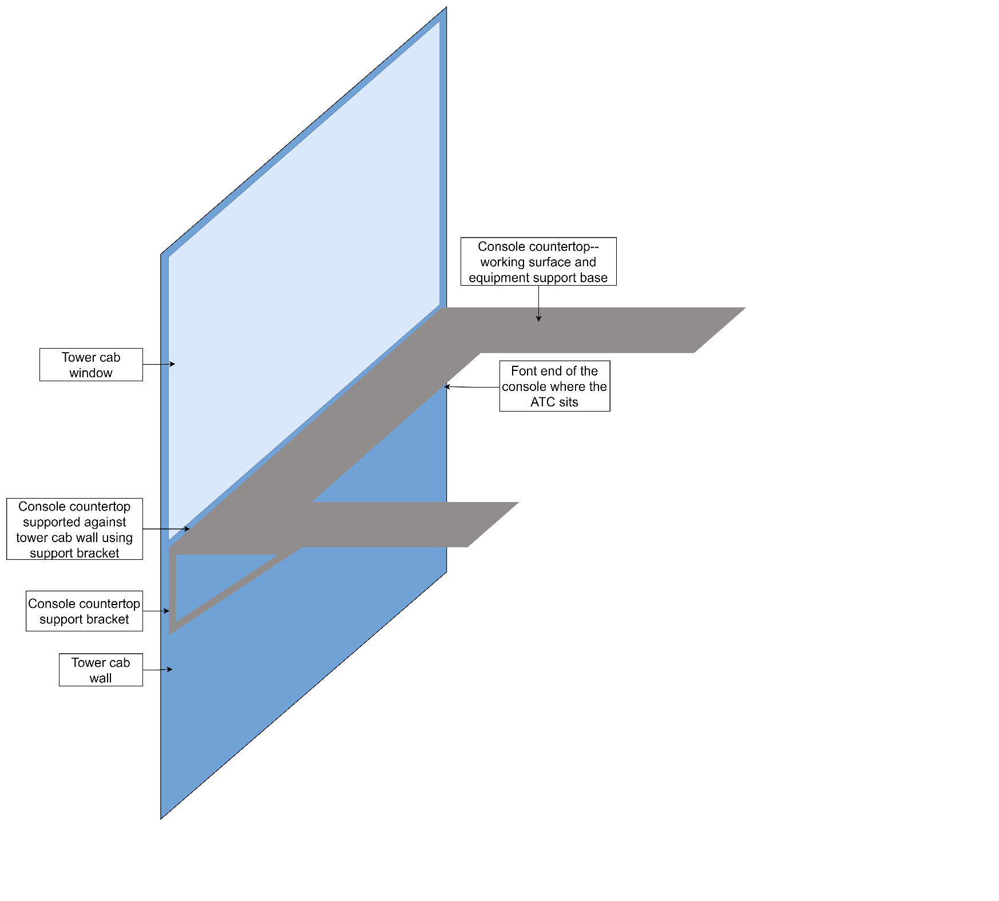 Console countertop--
working surface and
equipment support base
Tower cab
window
Font end of the
console where the
ATC sits
Console countertop
supported against
tower cab wall using
support bracket
Console countertop
support bracket
Tower cab
wall